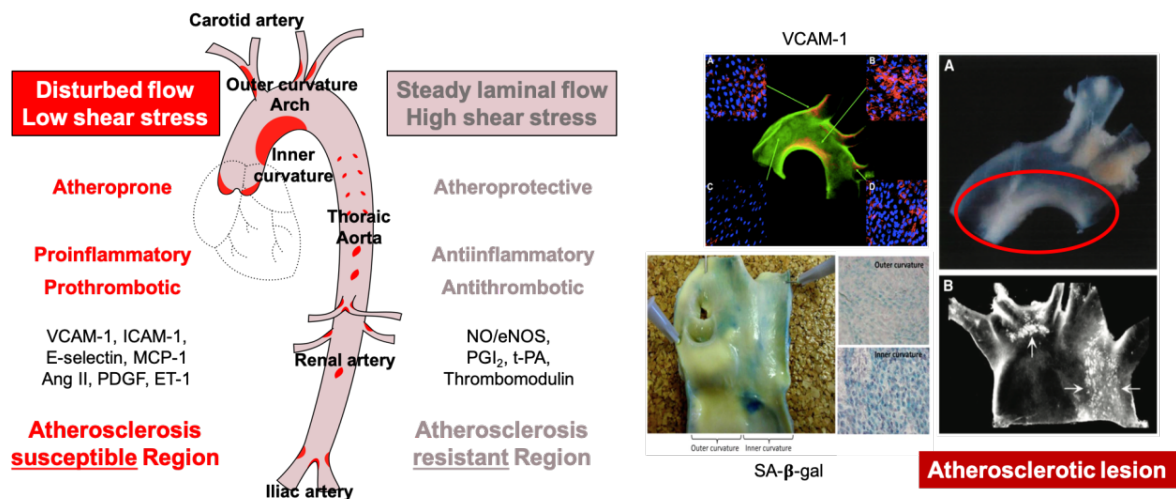 Carotid artery
Disturbed flow
Low shear stress
Atheroprone
Proinflammatory
Prothrombotic
VCAM-1, ICAM-1,
E-selectin, MCP-1
Ang II, PDGF, ET-1
Atherosclerosis
susceptible Region
Outer curvature
Arch
Inner
curvature
Thoraic
Aorta
Renal artery
Iliac artery
Steady laminal flow
High shear stress
Atheroprotective
Antiinflammatory
Antithrombotic
NO/eNOS,
PGI₂, t-PA,
Thrombomodulin
Atherosclerosis
resistant Region
VCAM-1
A
B
C
D
Outer curvature
Inner curvature
Outer curvature
Inner curvature
SA-β-gal
A
B
Atherosclerotic lesion